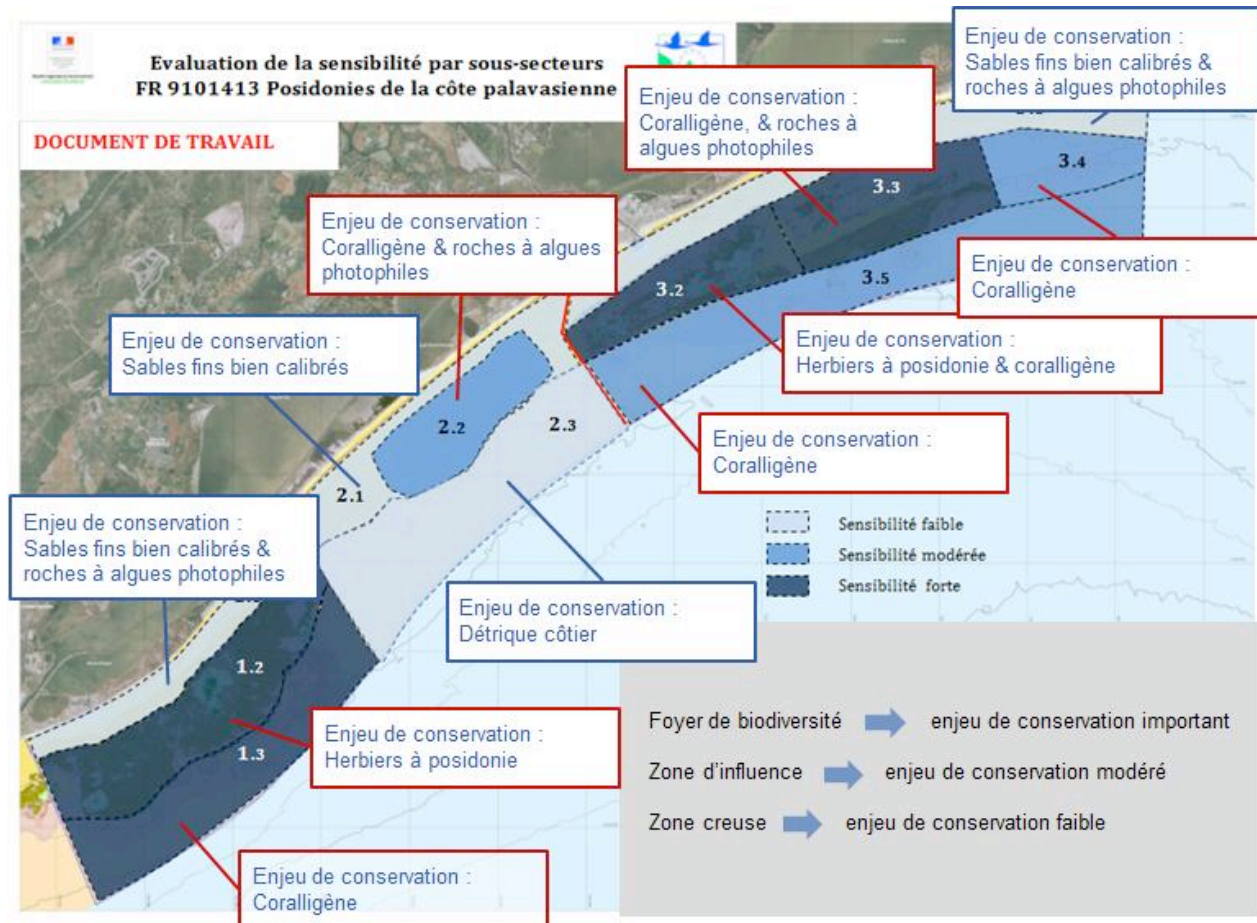 Evaluation de la sensibilité par sous-secteurs
FR 9101413 Posidonies de la côte palavasienne
DOCUMENT DE TRAVAIL
Enjeu de conservation :
Sables fins bien calibrés &
roches à algues photophiles
Enjeu de conservation :
Coralligène, & roches à
algues photophiles
3.4
3.3
Enjeu de conservation :
Coralligène & roches à algues
photophiles
Enjeu de conservation :
Coralligène
3.5
3.2
Enjeu de conservation :
Sables fins bien calibrés
Enjeu de conservation :
Herbiers à posidonie & coralligène
2.2
2.3
Enjeu de conservation :
Coralligène
2.1
Enjeu de conservation :
Sables fins bien calibrés &
roches à algues photophiles
Sensibilité faible
Sensibilité modérée
Sensibilité forte
Enjeu de conservation :
Détrique côtier
1.2
1.3
Enjeu de conservation :
Herbiers à posidonie
Enjeu de conservation :
Coralligène
Foyer de biodiversité enjeu de conservation important
Zone d'influence enjeu de conservation modéré
Zone creuse enjeu de conservation faible